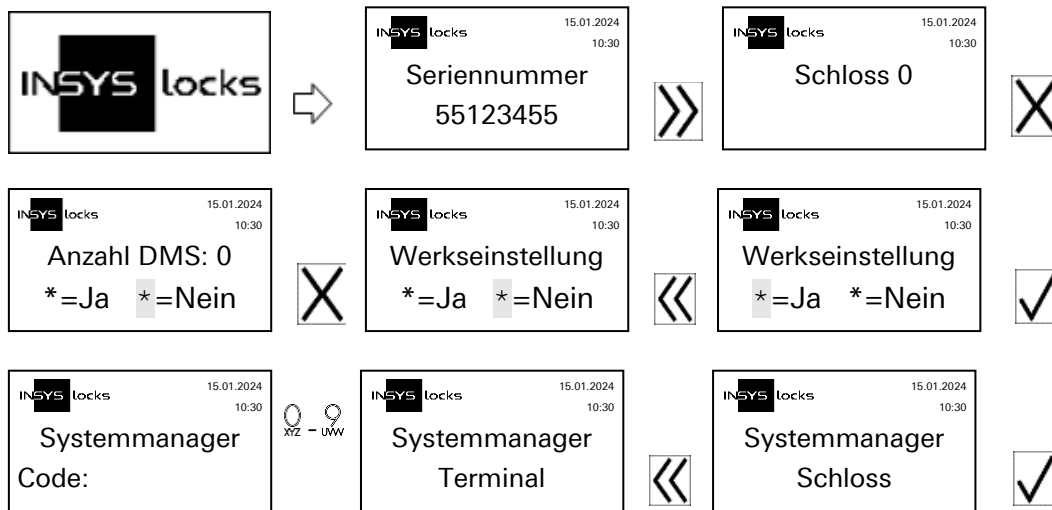 INSYS locks
INSYS locks 15.01.2024
10:30
Seriennummer
55123455
INSYS locks 15.01.2024
10:30
Schloss 0
INSYS locks 15.01.2024
10:30
Anzahl DMS: 0
*=Ja *=Nein
INSYS locks 15.01.2024
10:30
Werkseinstellung
*=Ja *=Nein
INSYS locks 15.01.2024
10:30
Werkseinstellung
*=Ja *=Nein
INSYS locks 15.01.2024
10:30
Systemmanager
Code:
0 - 9
XYZ UVW
INSYS locks 15.01.2024
10:30
Systemmanager
Terminal
INSYS locks 15.01.2024
10:30
Systemmanager
Schloss